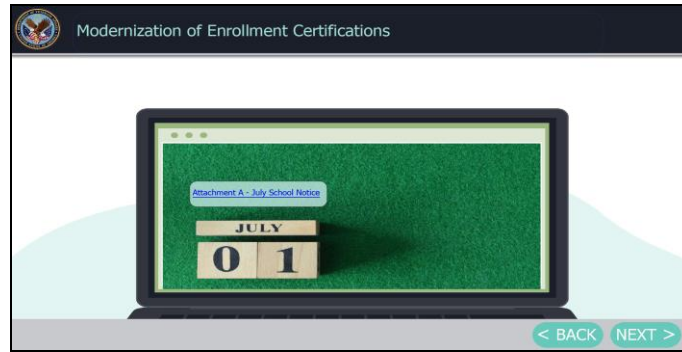 Modernization of Enrollment Certifications
Attachment A - July School Notice
JULY
0 1
< BACK NEXT >